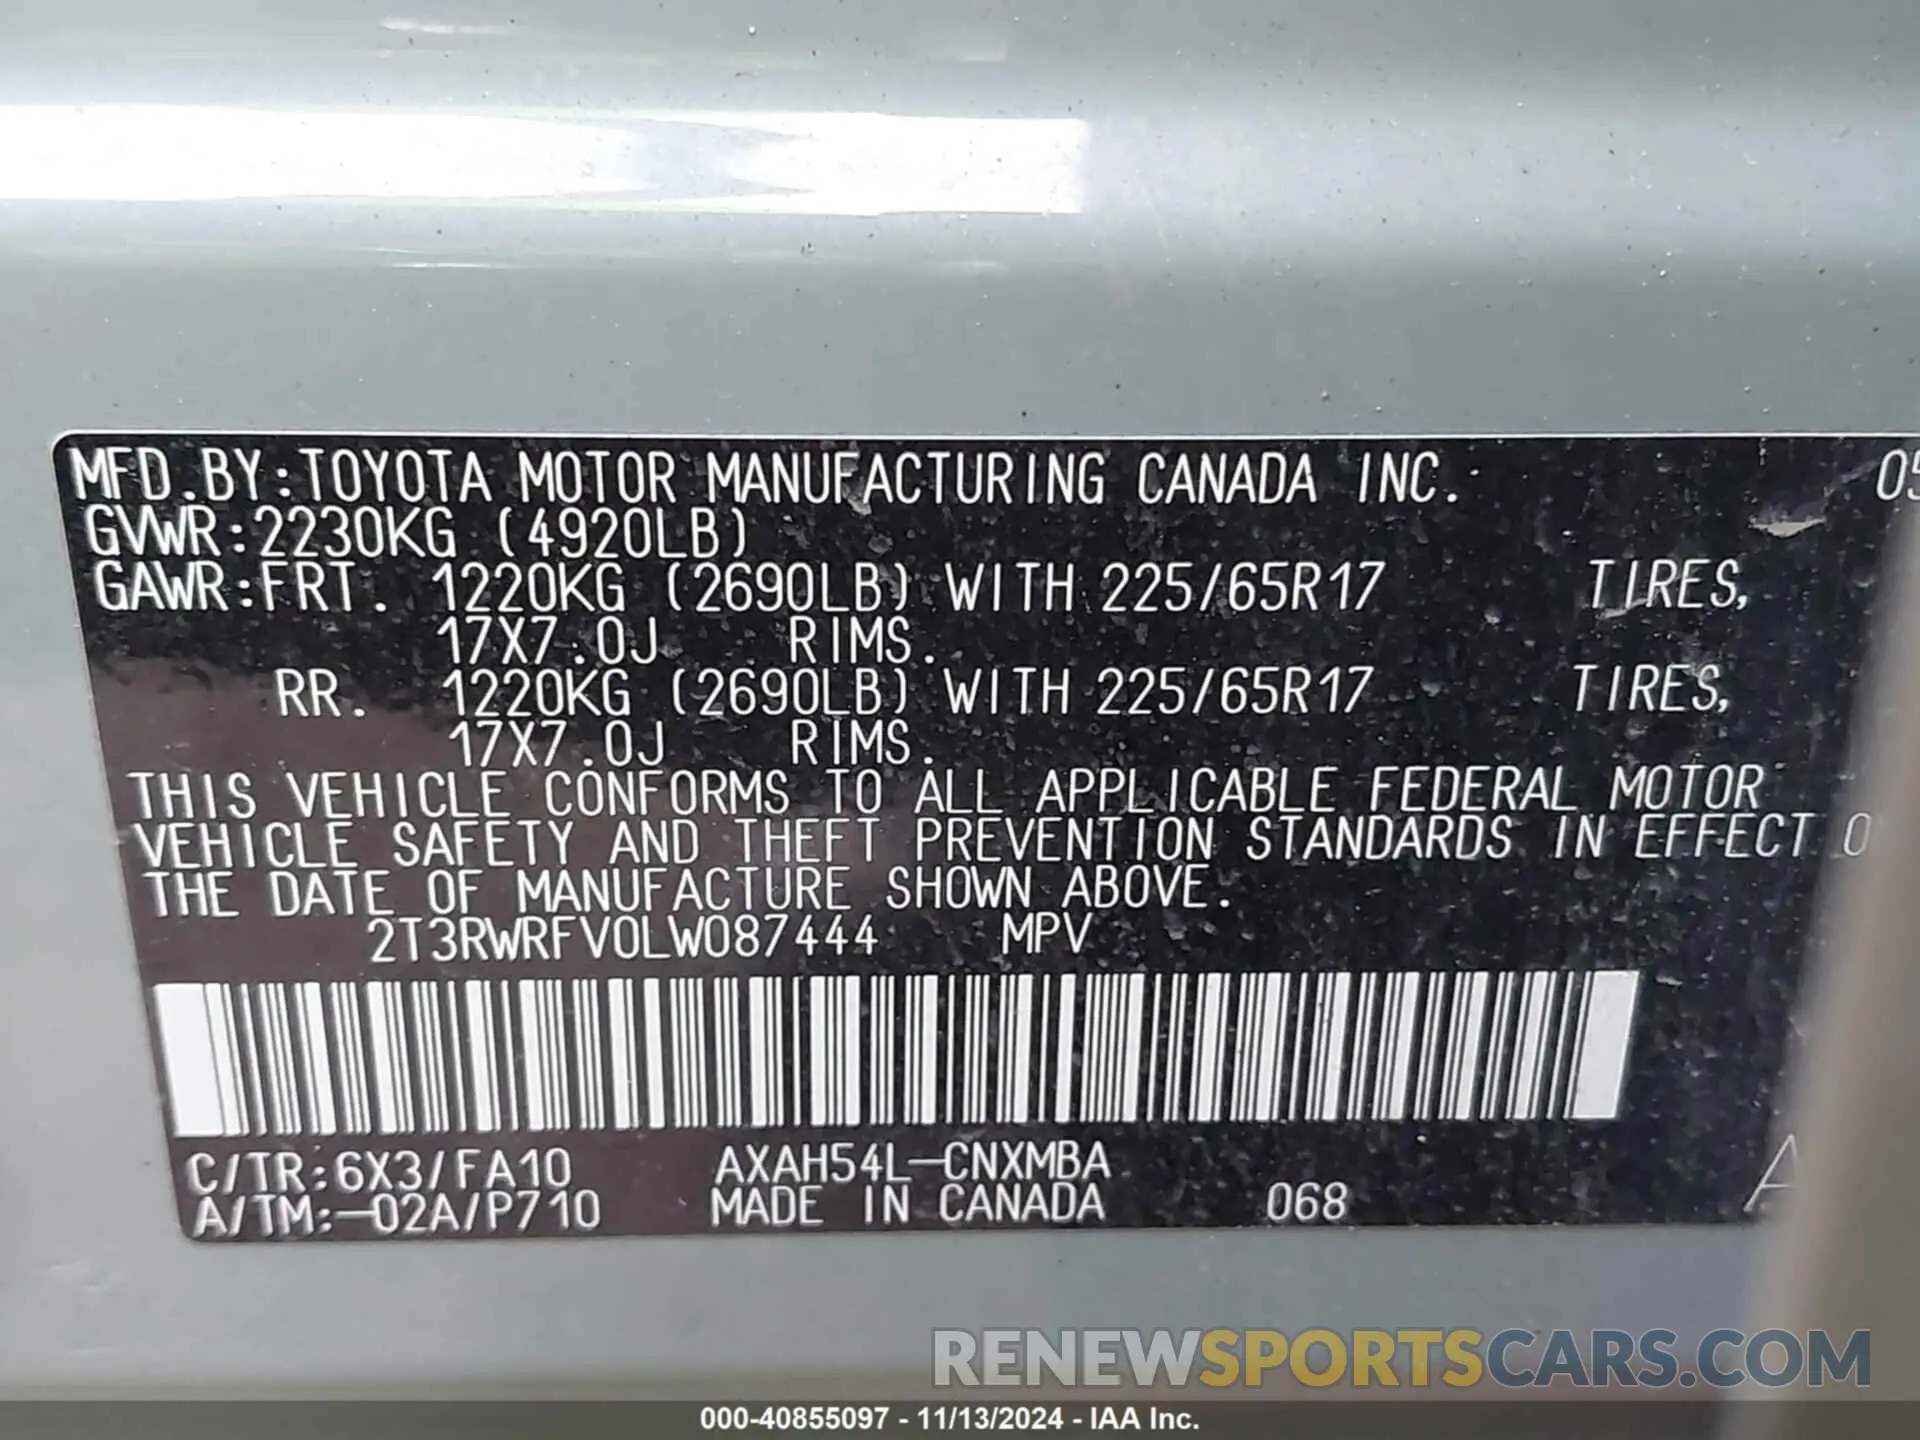 MFD.BY:TOYOTA MOTOR MANUFACTURING CANADA INC. 05
GVWR:2230KG (4920LB)
GAWR:FRT. 1220KG (2690LB) WITH 225/65R17 TIRES,
17X7.0J RIMS.
RR. 1220KG (2690LB) WITH 225/65R17 TIRES,
17X7.0J RIMS.
THIS VEHICLE CONFORMS TO ALL APPLICABLE FEDERAL MOTOR
VEHICLE SAFETY AND THEFT PREVENTION STANDARDS IN EFFECT O
THE DATE OF MANUFACTURE SHOWN ABOVE.
2T3RWRFV0LW087444 MPV
C/TR:6X3/FA10 AXAH54L-CNXMBA
A/TM:-02A/P710 MADE IN CANADA 068 A
RENEWSPORTSCARS.COM
000-40855097 - 11/13/2024 - IAA Inc.